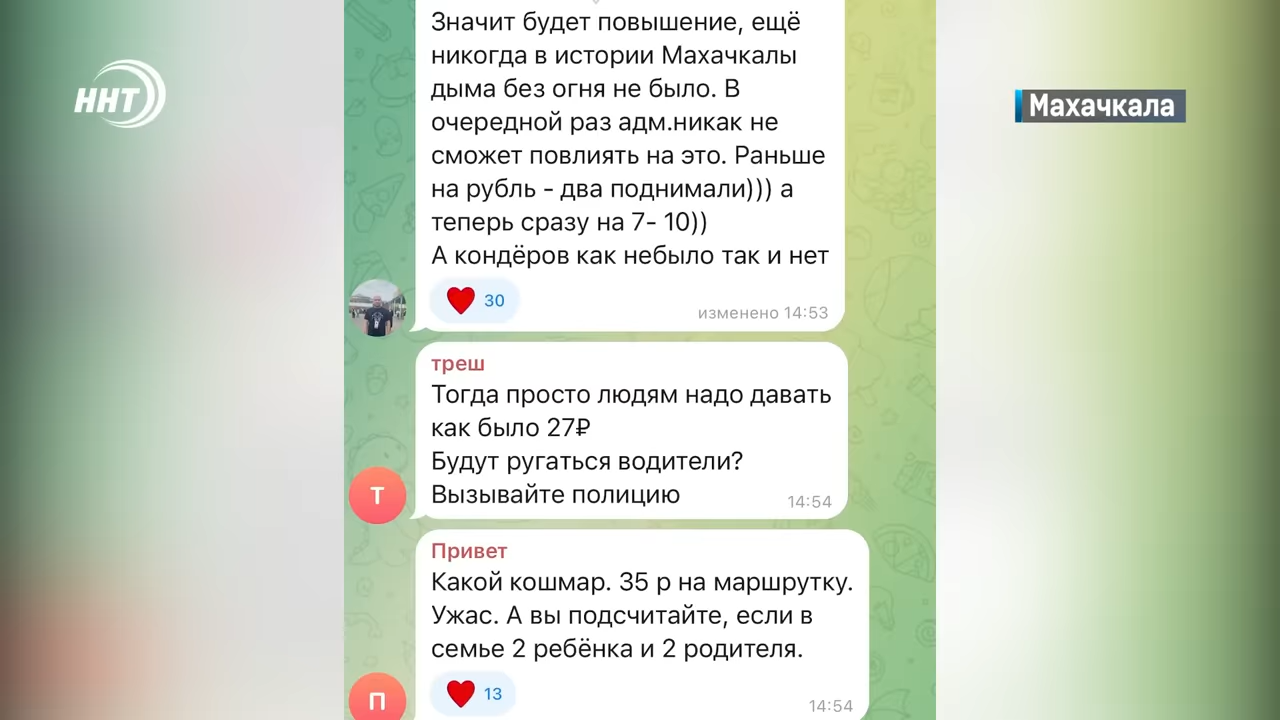 ННТ
Махачкала
Значит будет повышение, ещё
никогда в истории Махачкалы
дыма без огня не было. В
очередной раз адм.никак не
сможет повлиять на это. Раньше
на рубль - два поднимали))) а
теперь сразу на 7- 10))
А кондёров как небыло так и нет
30
изменено 14:53
треш
Тогда просто людям надо давать
как было 27₽
Будут ругаться водители?
Вызывайте полицию
14:54
Т
Привет
Какой кошмар. 35 р на маршрутку.
Ужас. А вы подсчитайте, если в
семье 2 ребёнка и 2 родителя.
13
14:54
П